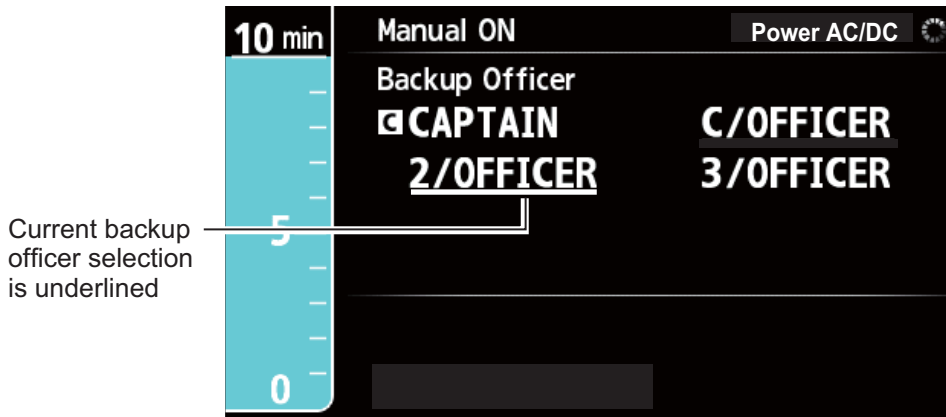 10 min
Manual ON
Power AC/DC
Backup Officer
C CAPTAIN
C/OFFICER
2/OFFICER
3/OFFICER
Current backup
officer selection
is underlined
5
0